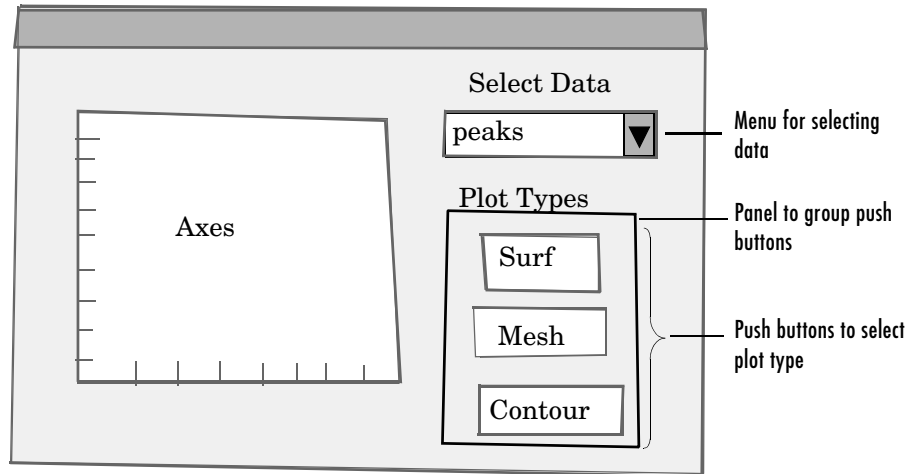 Select Data
peaks
Menu for selecting
data
Axes
Plot Types
Panel to group push
buttons
Surf
Mesh
Push buttons to select
plot type
Contour